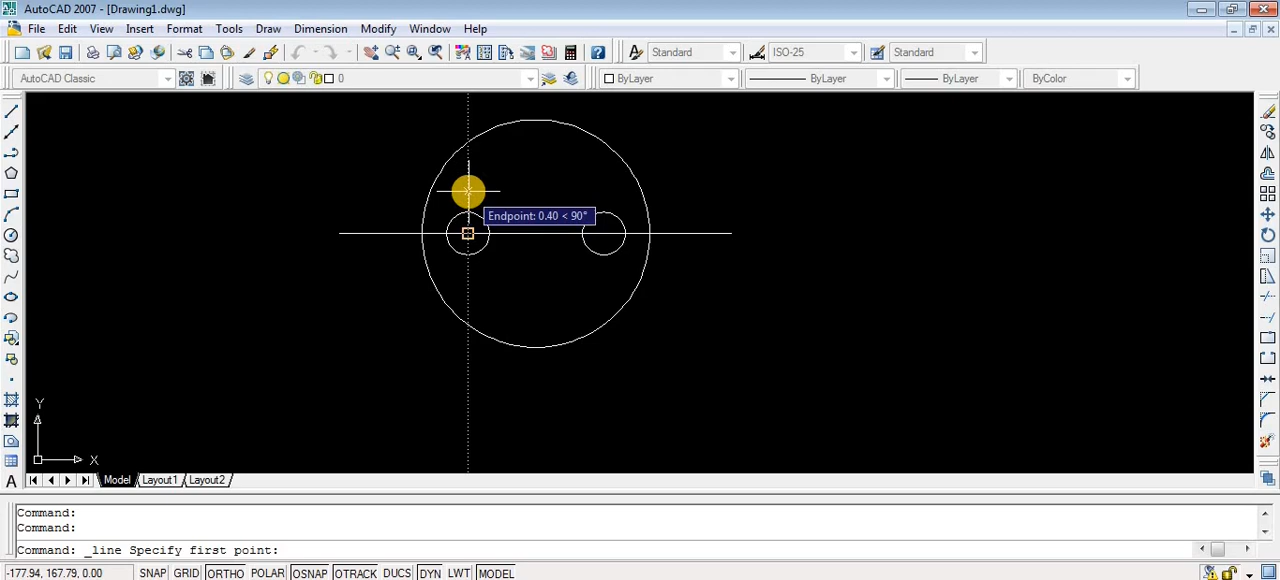 AutoCAD 2007 - [Drawing1.dwg]
File Edit View Insert Format Tools Draw Dimension Modify Window Help
Standard ISO-25 Standard
AutoCAD Classic 0 ByLayer ByLayer ByLayer ByColor
Endpoint: 0.40 < 90°
Y
X
A
Model Layout1 Layout2
Command:
Command:
Command: _line Specify first point:
-177.94, 167.79, 0.00 SNAP GRID ORTHO POLAR OSNAP OTRACK DUCS DYN LWT MODEL